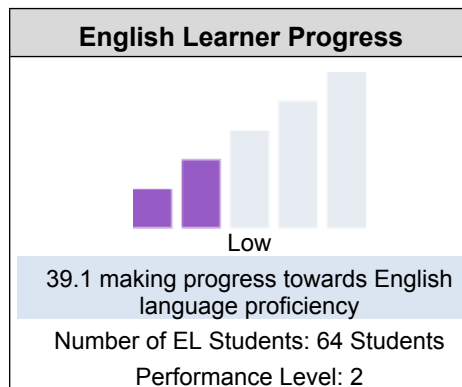 English Learner Progress
Low
39.1 making progress towards English
language proficiency
Number of EL Students: 64 Students
Performance Level: 2